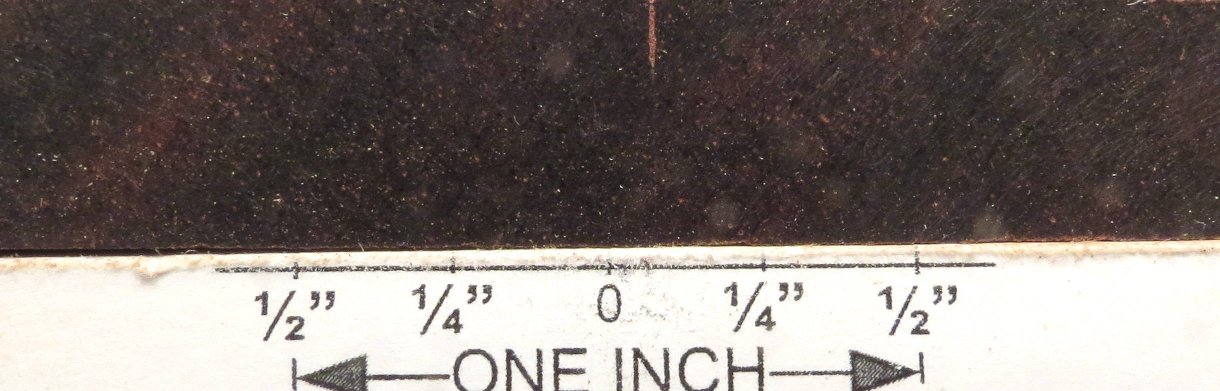 1/2” 1/4” 0 1/4” 1/2”
ONE INCH